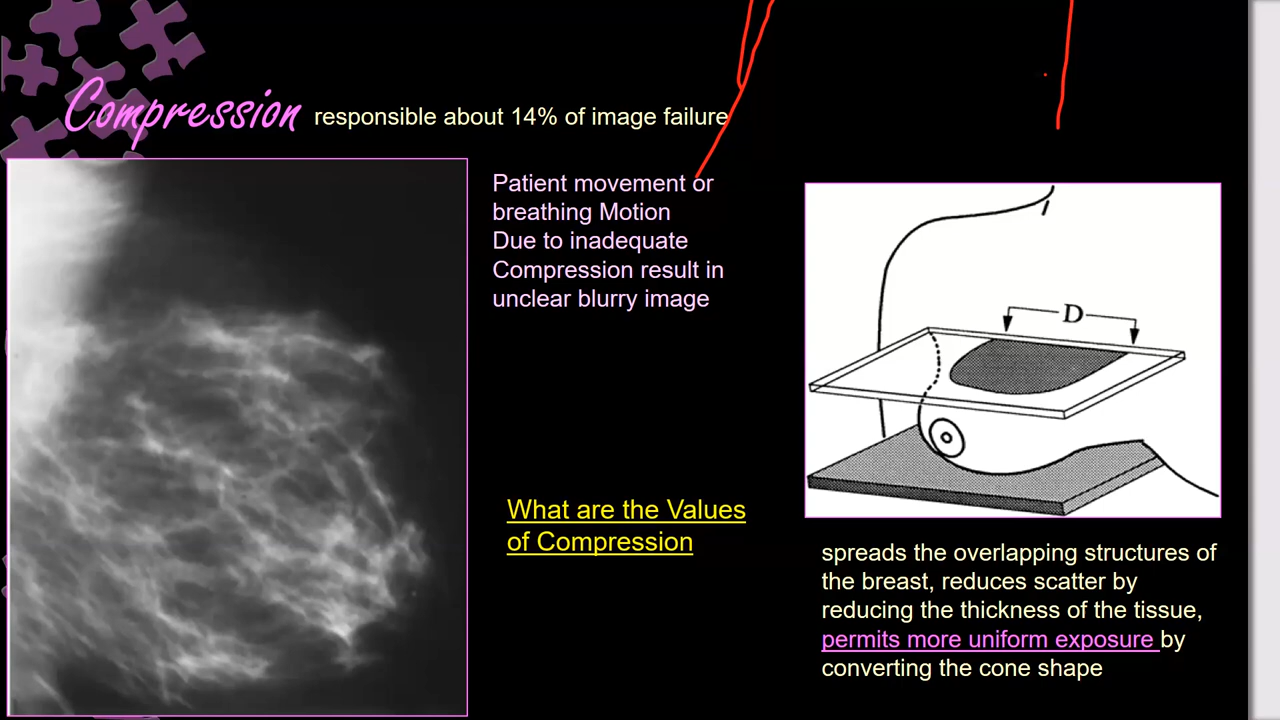 Compression responsible about 14% of image failure
Patient movement or
breathing Motion
Due to inadequate
Compression result in
unclear blurry image
D
What are the Values
of Compression
spreads the overlapping structures of
the breast, reduces scatter by
reducing the thickness of the tissue,
permits more uniform exposure by
converting the cone shape